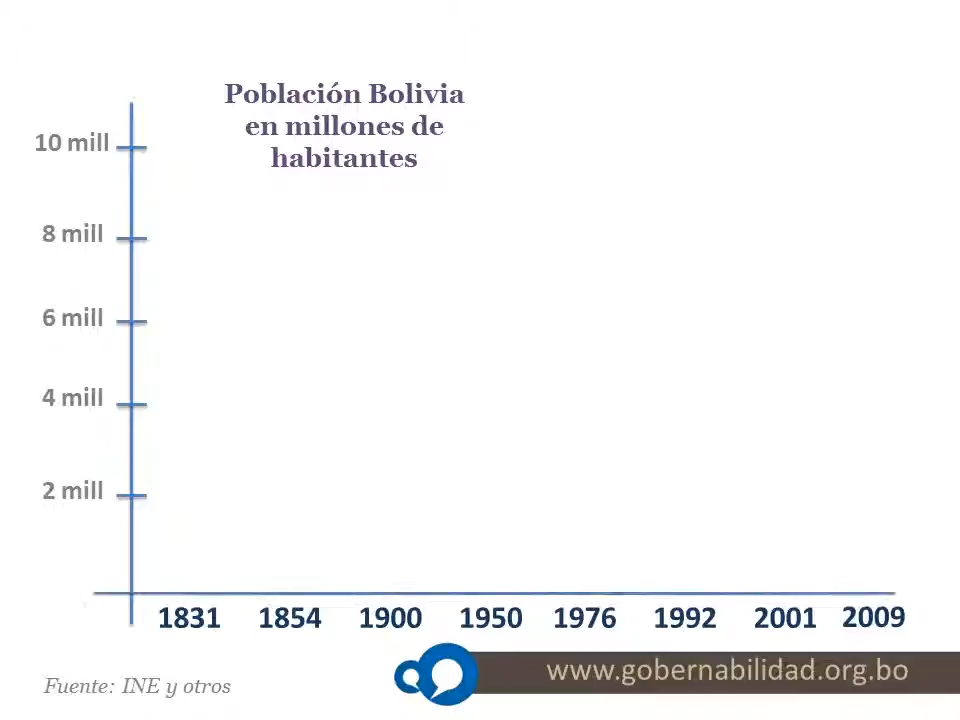 Población Bolivia
en millones de
habitantes
10 mill
8 mill
6 mill
4 mill
2 mill
1831 1854 1900 1950 1976 1992 2001 2009
www.gobernabilidad.org.bo
Fuente: INE y otros